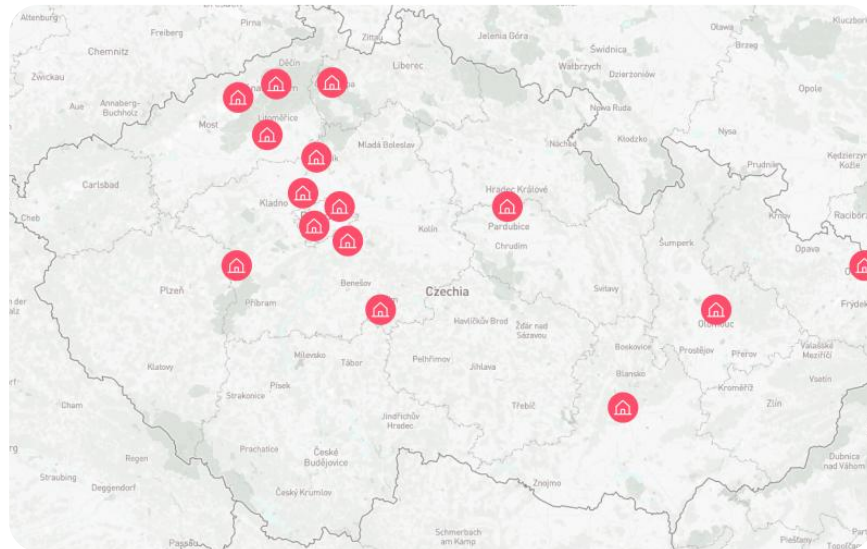 Altenburg
Freiberg
Pirna
Zittau
Jelenia Góra
Świdnica
Oława
Chemnitz
Děčín
Liberec
Wałbrzych
Dzierżoniów
Brzeg
Zwickau
Aue
Annaberg-
Buchholz
Opole
Most
Litoměřice
Nowa Ruda
Mladá Boleslav
Náchod
Kłodzko
Nysa
Kędzierzyn-
Koźle
Prudnik
Carlsbad
Kladno
Hradec Králové
Cheb
Kolín
Pardubice
Chrudim
Krnov
Racibórz
Šumperk
Opava
Plzeň
Benešov
Czechia
Svitavy
Příbram
Frýdek
Havlíčkův Brod
Žďár nad
Sázavou
Olomouc
Boskovice
Prostějov
Přerov
Valašské
Meziříčí
Milevsko
Tábor
Pelhřimov
Jihlava
Blansko
Klatovy
Písek
Vsetín
Strakonice
Kroměříž
Cham
Jindřichův
Hradec
Třebíč
Zlín
Prachatice
České
Budějovice
Regen
Dubnica
nad Váhom
Straubing
Deggendorf
Český Krumlov
Znojmo
Schmerbach
am Kamp
Passau
Piešťany